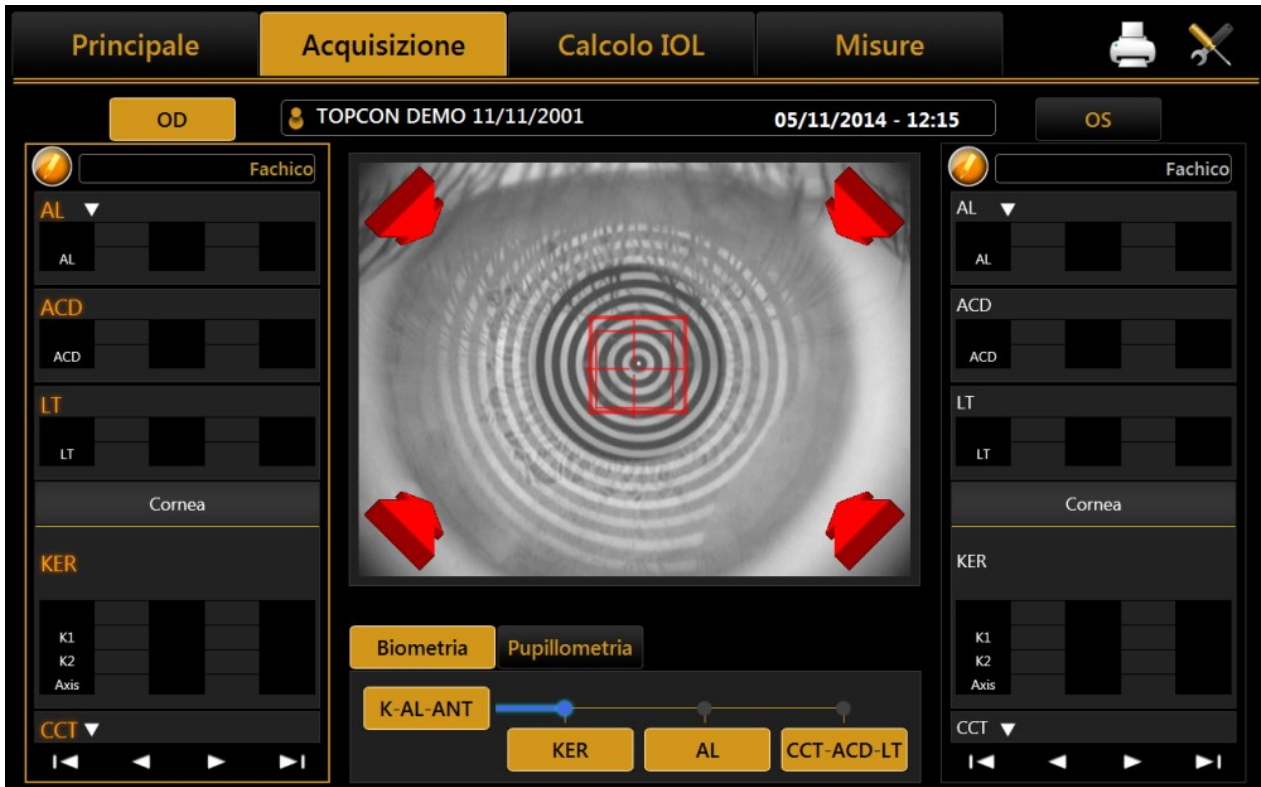 Principale Acquisizione Calcolo IOL Misure
OD TOPCON DEMO 11/11/2001 05/11/2014 - 12:15 OS
Fachico
AL
AL
ACD
ACD
LT
LT
Cornea
KER
K1
K2
Axis
CCT
Biometria Pupillometria
K-AL-ANT
KER AL CCT-ACD-LT
Fachico
AL
AL
ACD
ACD
LT
LT
Cornea
KER
K1
K2
Axis
CCT